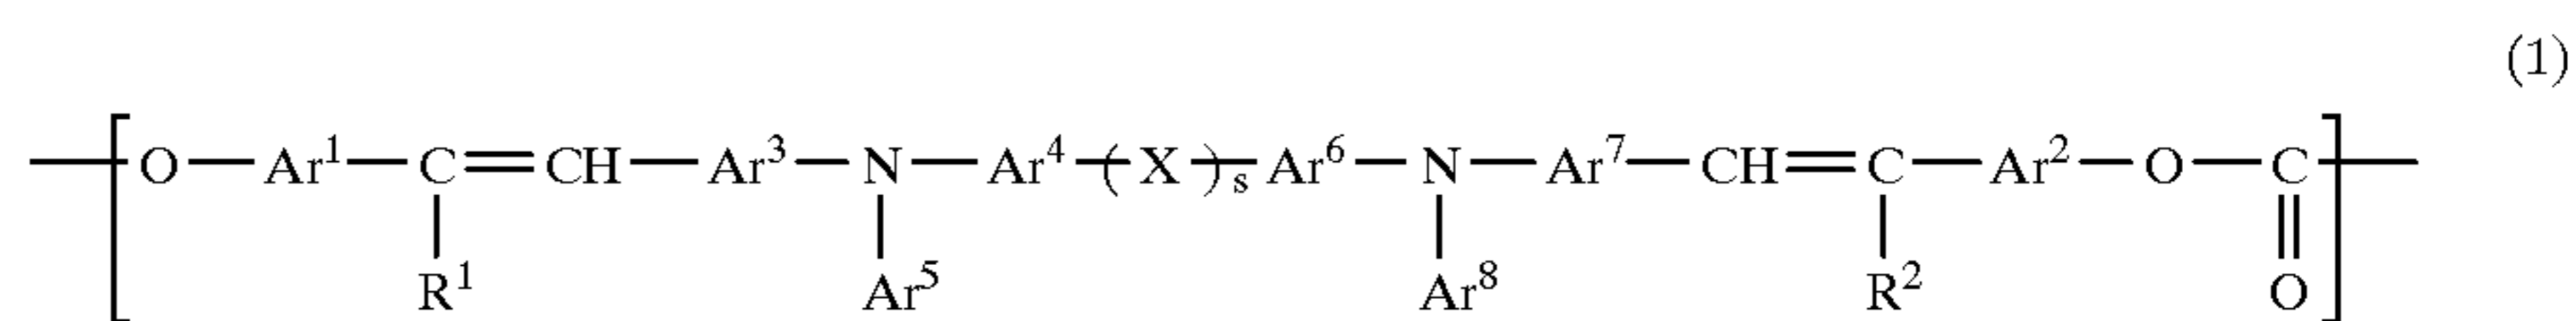 (1)
[O—Ar¹—C=CH—Ar³—N—Ar⁴—(X)ₛ—Ar⁶—N—Ar⁷—CH=C—Ar²—O—C]
R¹ Ar⁵ Ar⁸ R² O